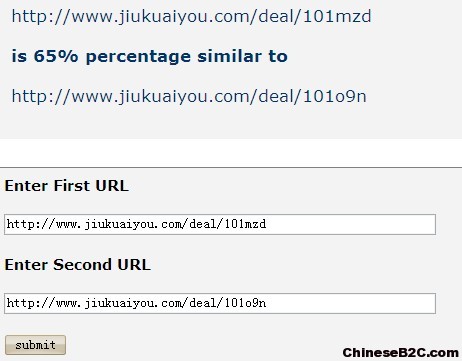 http://www.jiukuaiyou.com/deal/101mzd
is 65% percentage similar to
http://www.jiukuaiyou.com/deal/101o9n
Enter First URL
http://www.jiukuaiyou.com/deal/101mzd
Enter Second URL
http://www.jiukuaiyou.com/deal/101o9n
submit
ChineseB2C.com